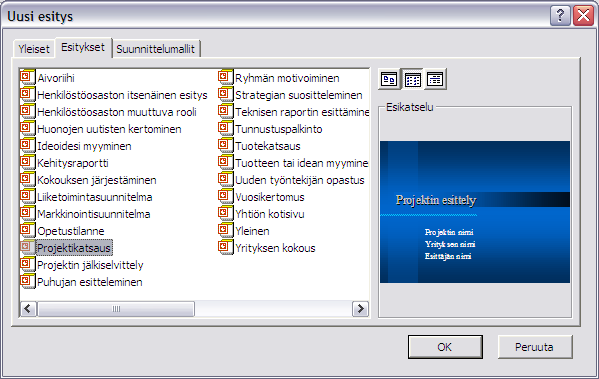 Uusi esitys
Yleiset
Esitykset
Suunnittelumallit
Aivoriihi
Henkilöstöosaston itsenäinen esitys
Henkilöstöosaston muuttuva rooli
Huonojen uutisten kertominen
Ideoidesi myyminen
Kehitysraportti
Kokouksen järjestäminen
Liiketoimintasuunnitelma
Markkinointisuunnitelma
Opetustilanne
Projektikatsaus
Projektin jälkiselvittely
Puhujan esitteleminen
Ryhmän motivoiminen
Strategian suositteleminen
Teknisen raportin esittämine
Tunnustuspalkinto
Tuotekatsaus
Tuotteen tai idean myymine
Uuden työntekijän opastus
Vuosikertomus
Yhtiön kotisivu
Yleinen
Yrityksen kokous
Esikatselu
Projektin esittely
Projektin nimi
Yrityksen nimi
Esittäjän nimi
OK
Peruuta